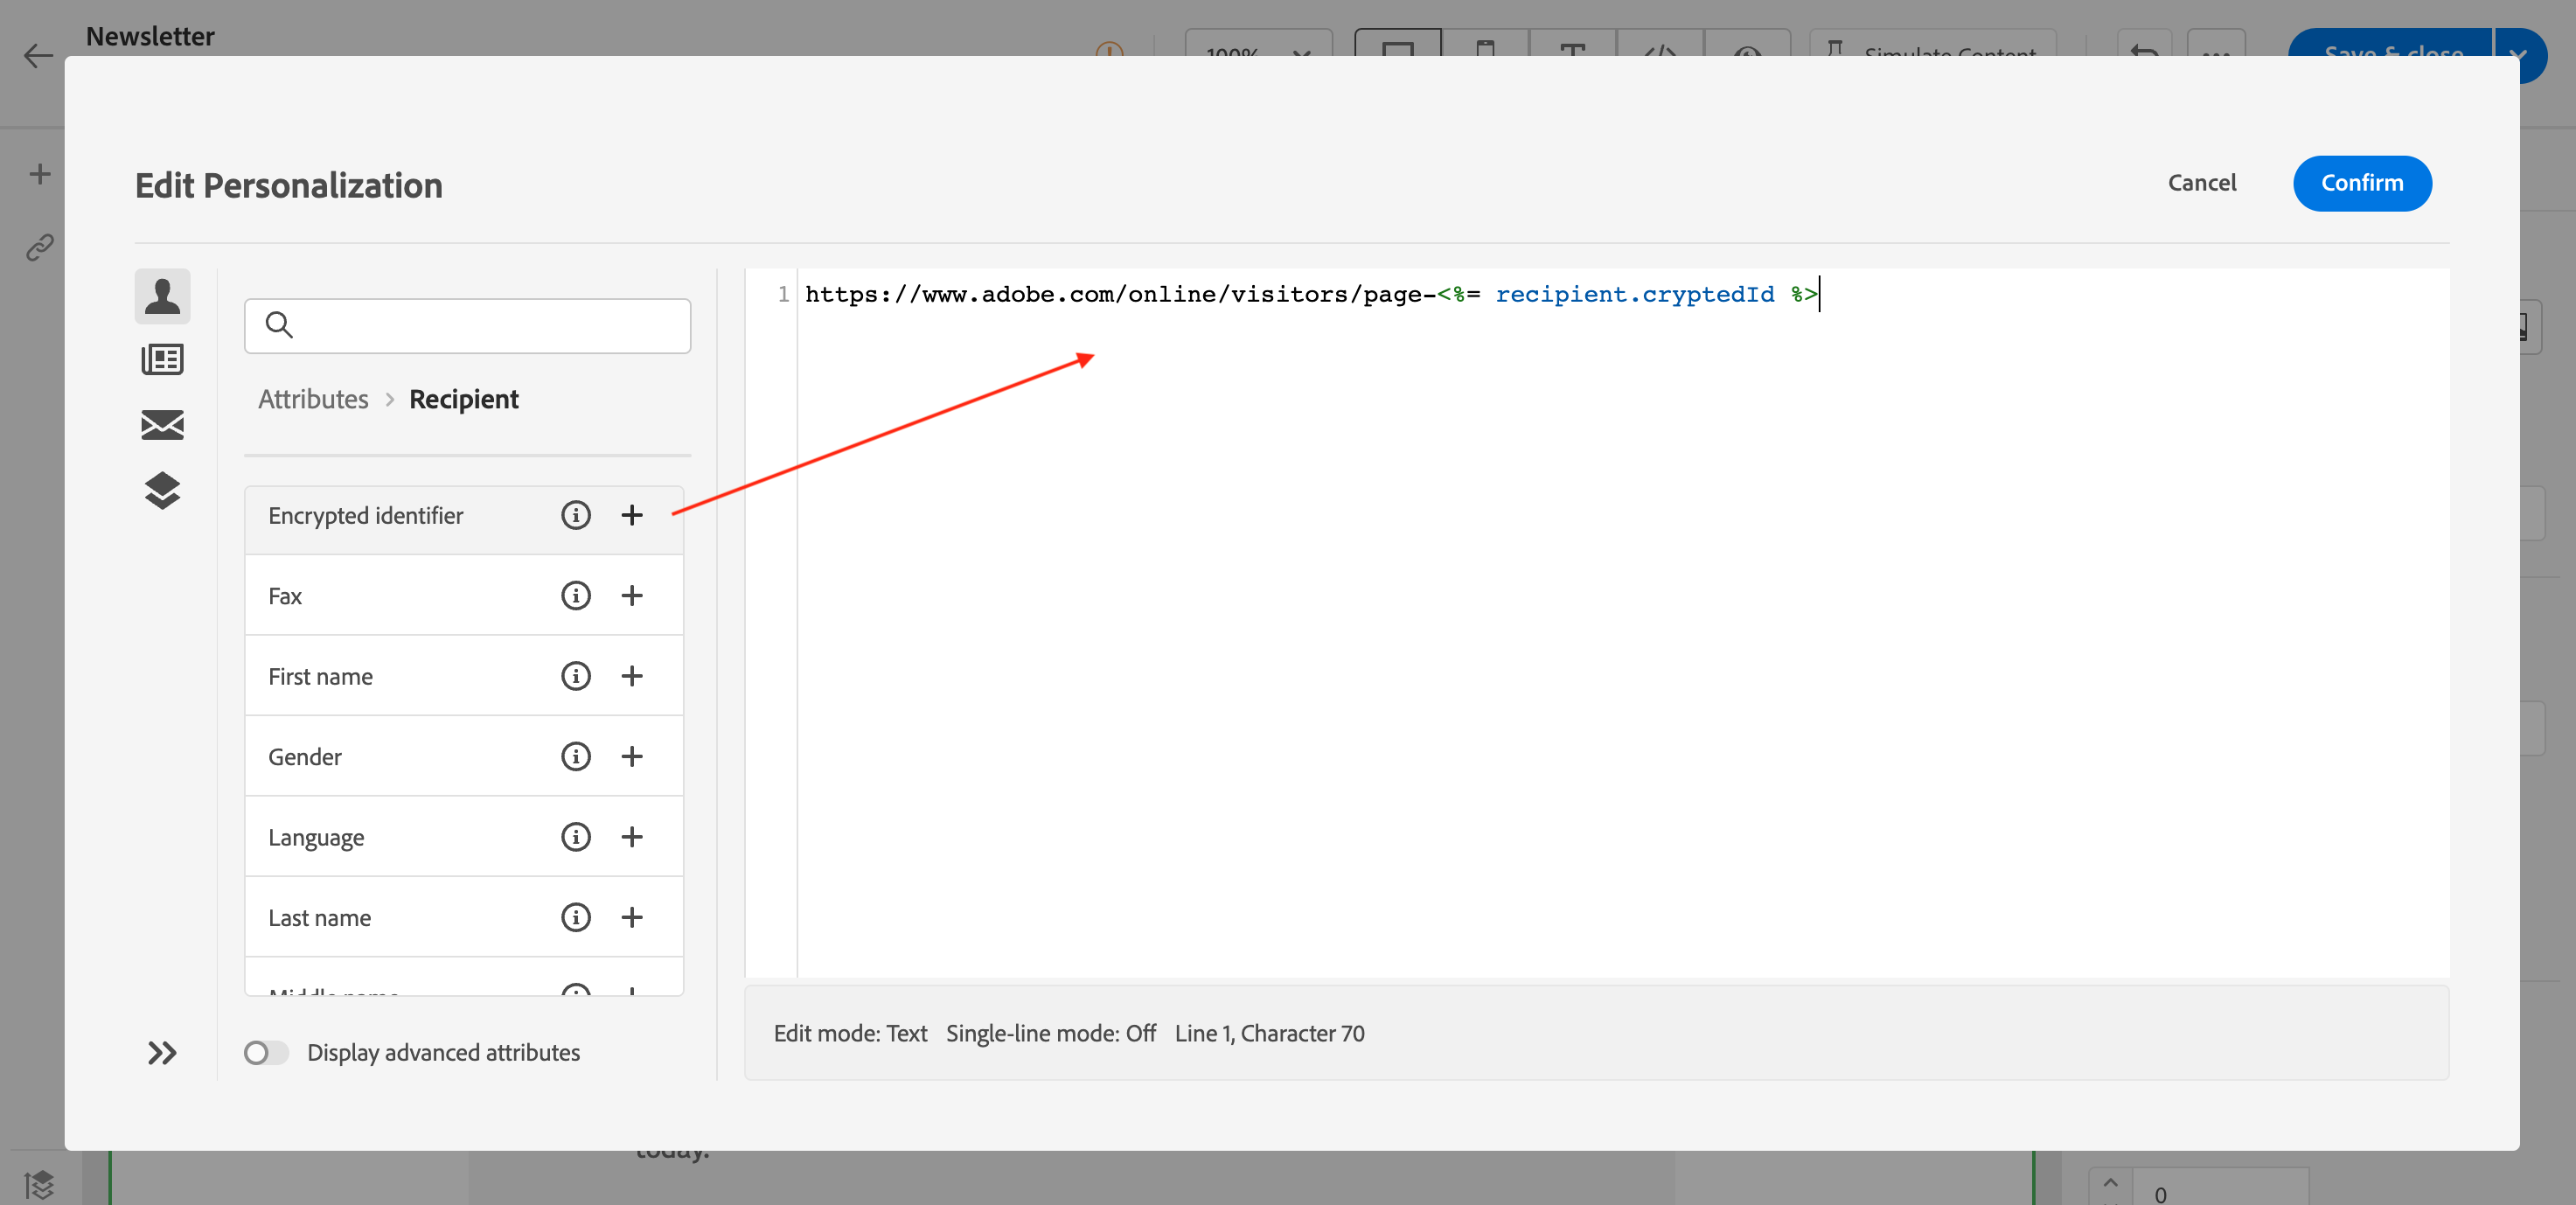 Newsletter
100%
Simulate Content
Save & close
Edit Personalization
Cancel
Confirm
1
https://www.adobe.com/online/visitors/page-<%= recipient.cryptedId %>
Attributes > Recipient
Encrypted identifier
Fax
First name
Gender
Language
Last name
Middle name
Display advanced attributes
Edit mode: Text Single-line mode: Off Line 1, Character 70
today.
0